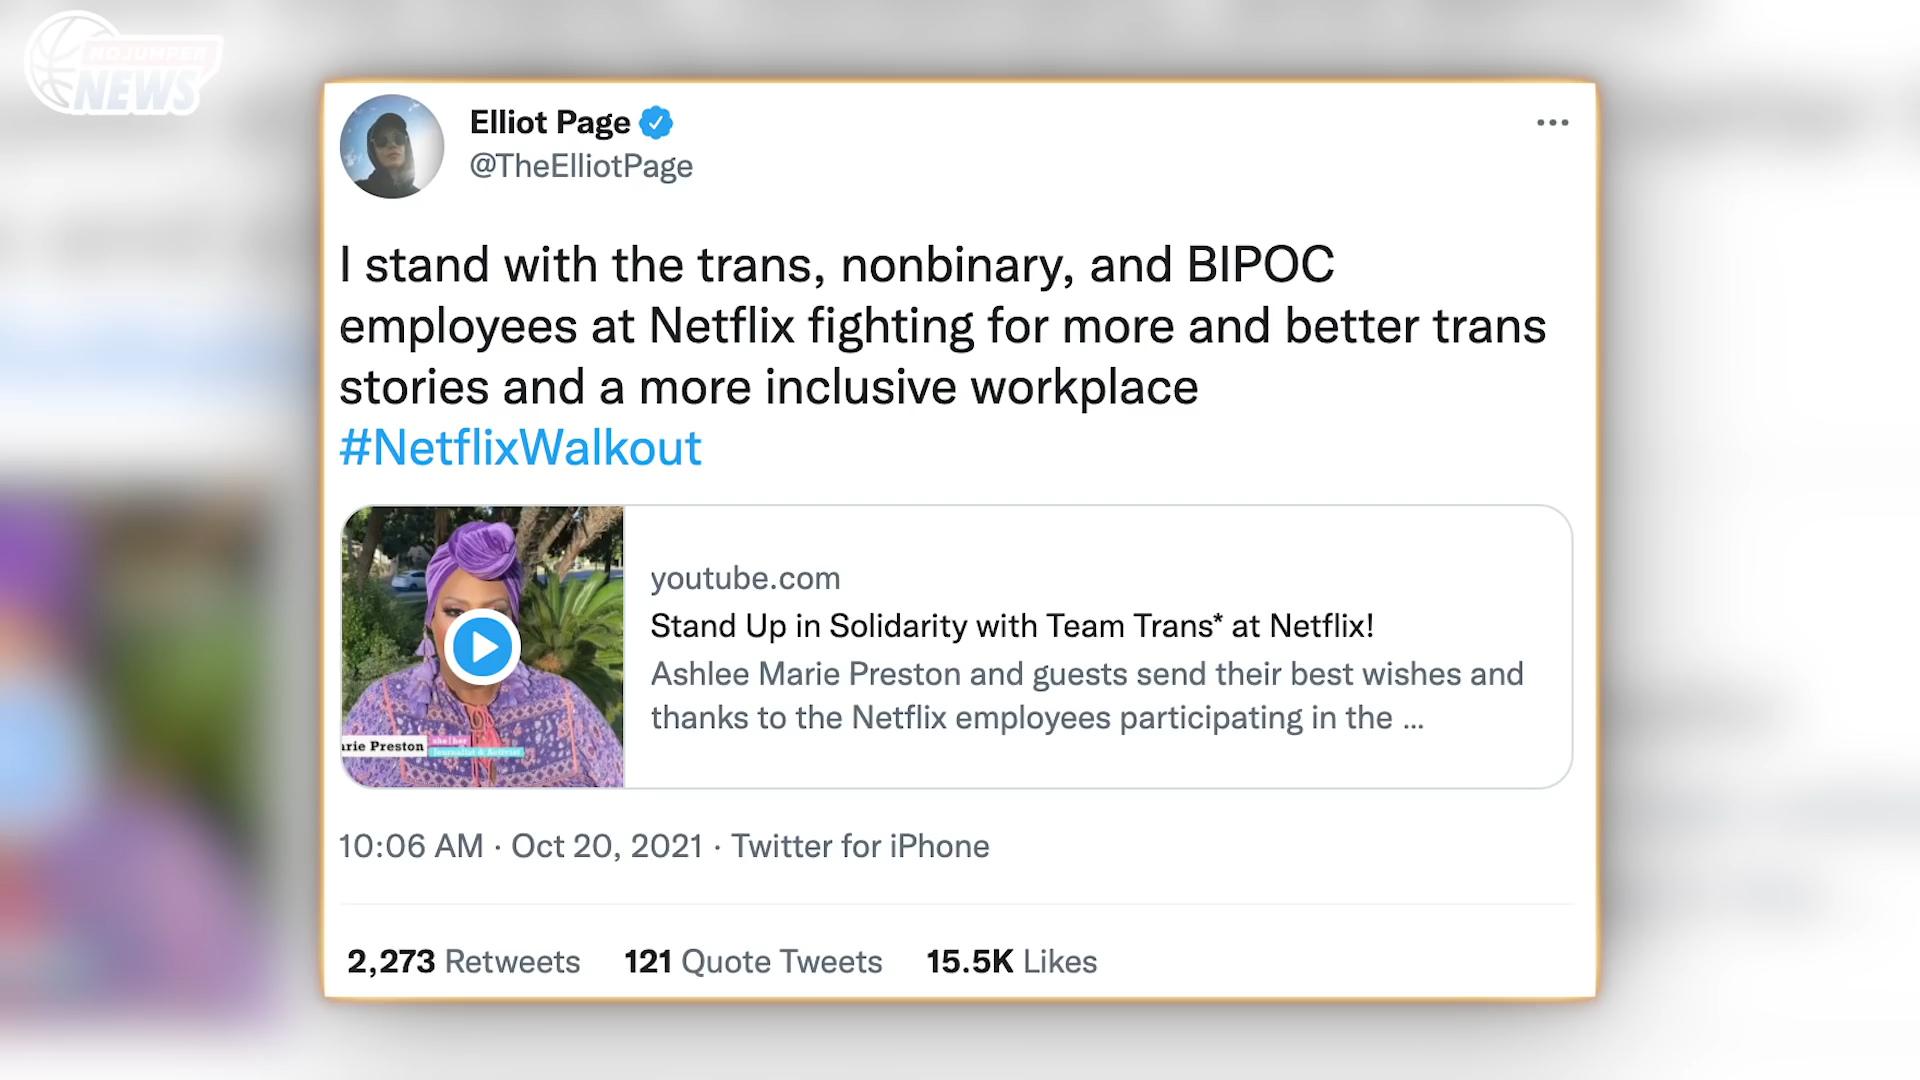 NOJUMPER
NEWS
Elliot Page
@TheElliotPage
I stand with the trans, nonbinary, and BIPOC
employees at Netflix fighting for more and better trans
stories and a more inclusive workplace
#NetflixWalkout
youtube.com
Stand Up in Solidarity with Team Trans* at Netflix!
Ashlee Marie Preston and guests send their best wishes and
thanks to the Netflix employees participating in the ...
arie Preston
she|her
Journalist & Activist
10:06 AM · Oct 20, 2021 · Twitter for iPhone
2,273 Retweets 121 Quote Tweets 15.5K Likes